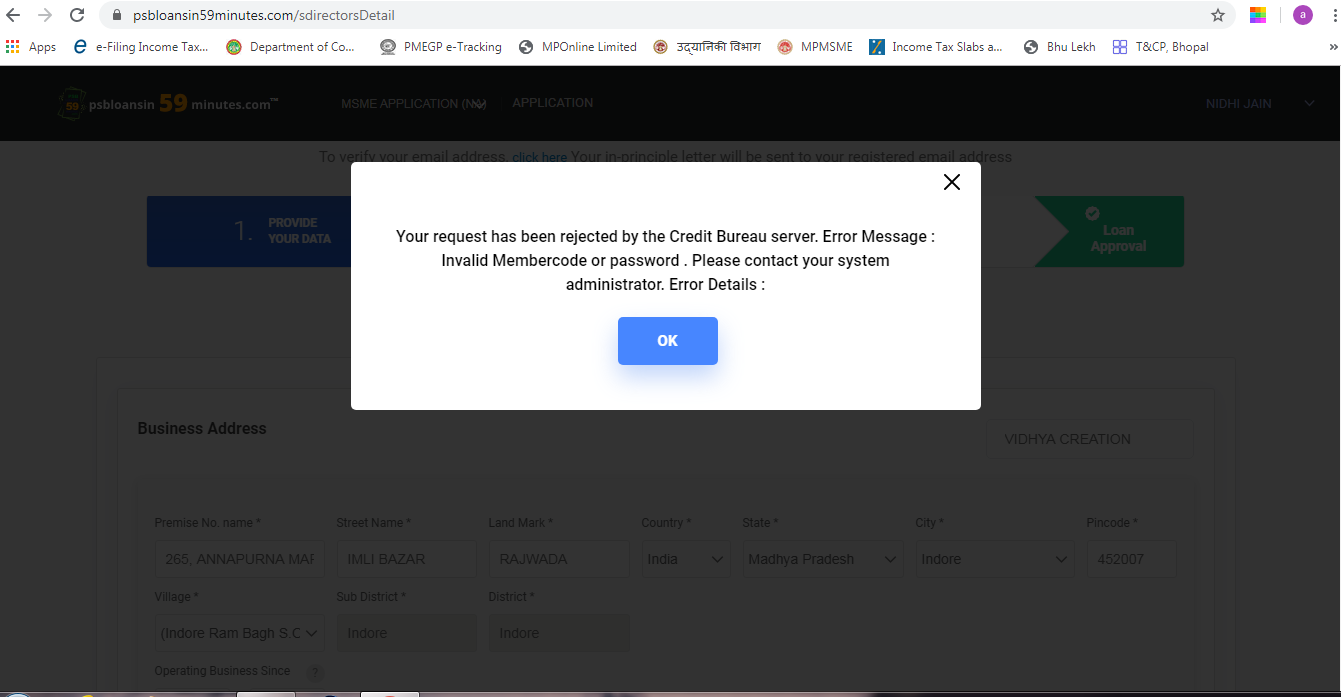 psbloansin59minutes.com/sdirectorsDetail
a
Apps
e-Filing Income Tax...
Department of Co...
PMEGP e-Tracking
MPOnline Limited
उद्यानिकी विभाग
MPMSME
Income Tax Slabs a...
Bhu Lekh
T&CP, Bhopal
»
psbloansin 59 minutes.com™
MSME APPLICATION
APPLICATION
NIDHI JAIN
To verify your email address, click here Your in-principle letter will be sent to your registered email address
1. PROVIDE
YOUR DATA
Loan
Approval
Your request has been rejected by the Credit Bureau server. Error Message :
Invalid Membercode or password . Please contact your system
administrator. Error Details :
OK
Business Address
VIDHYA CREATION
Premise No. name *
Street Name *
Land Mark *
Country *
State *
City *
Pincode *
265, ANNAPURNA
IMLI BAZAR
RAJWADA
India
Madhya Pradesh
Indore
452007
Village *
Sub District *
District *
(Indore Ram Bagh S.O
Indore
Indore
Operating Business Since ?